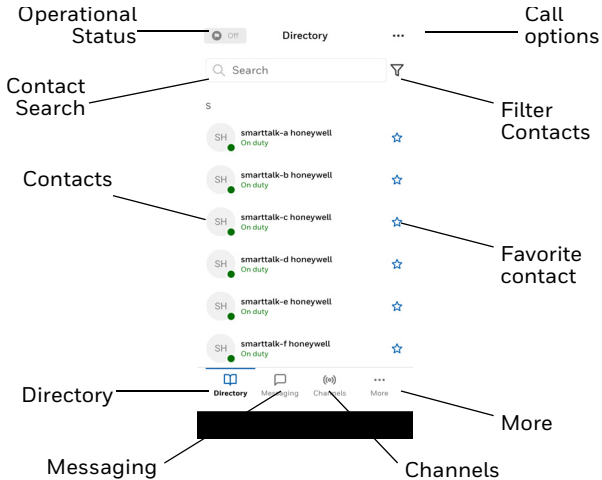 Operational
Status
Off
Directory
Call
options
Contact
Search
Search
Filter
Contacts
S
SH
smarttalk-a honeywell
On duty
SH
smarttalk-b honeywell
On duty
Contacts
SH
smarttalk-c honeywell
On duty
Favorite
contact
SH
smarttalk-d honeywell
On duty
SH
smarttalk-e honeywell
On duty
SH
smarttalk-f honeywell
On duty
Directory
Directory
Messaging
Channels
More
More
Messaging
Channels